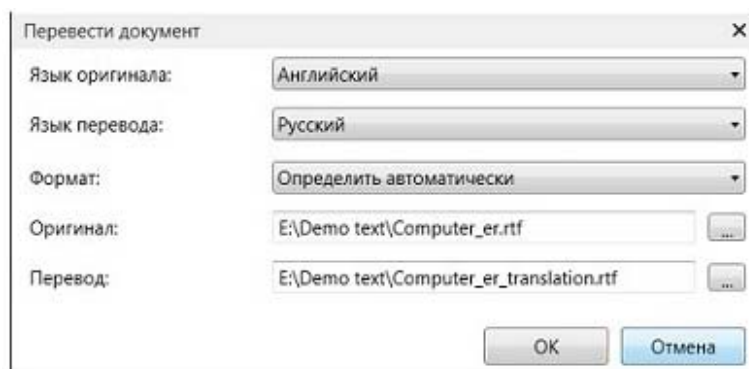 Перевести документ
Язык оригинала: Английский
Язык перевода: Русский
Формат: Определить автоматически
Оригинал: E:\Demo text\Computer_er.rtf ...
Перевод: E:\Demo text\Computer_er_translation.rtf ...
OK Отмена